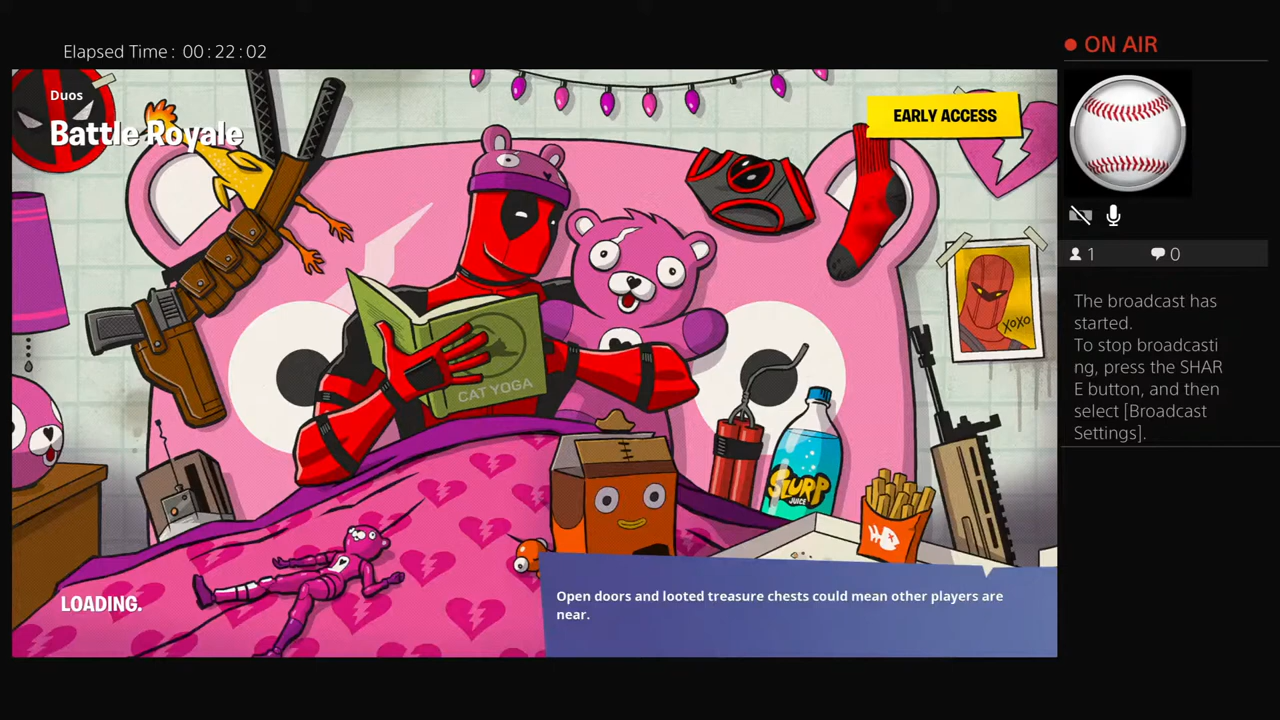 Elapsed Time: 00:22:02
ON AIR
Duos
Battle Royale
EARLY ACCESS
1
0
The broadcast has
started.
To stop broadcasti
ng, press the SHAR
E button, and then
select [Broadcast
Settings].
XOXO
CAT YOGA
SLURP
JUICE
LOADING.
Open doors and looted treasure chests could mean other players are
near.